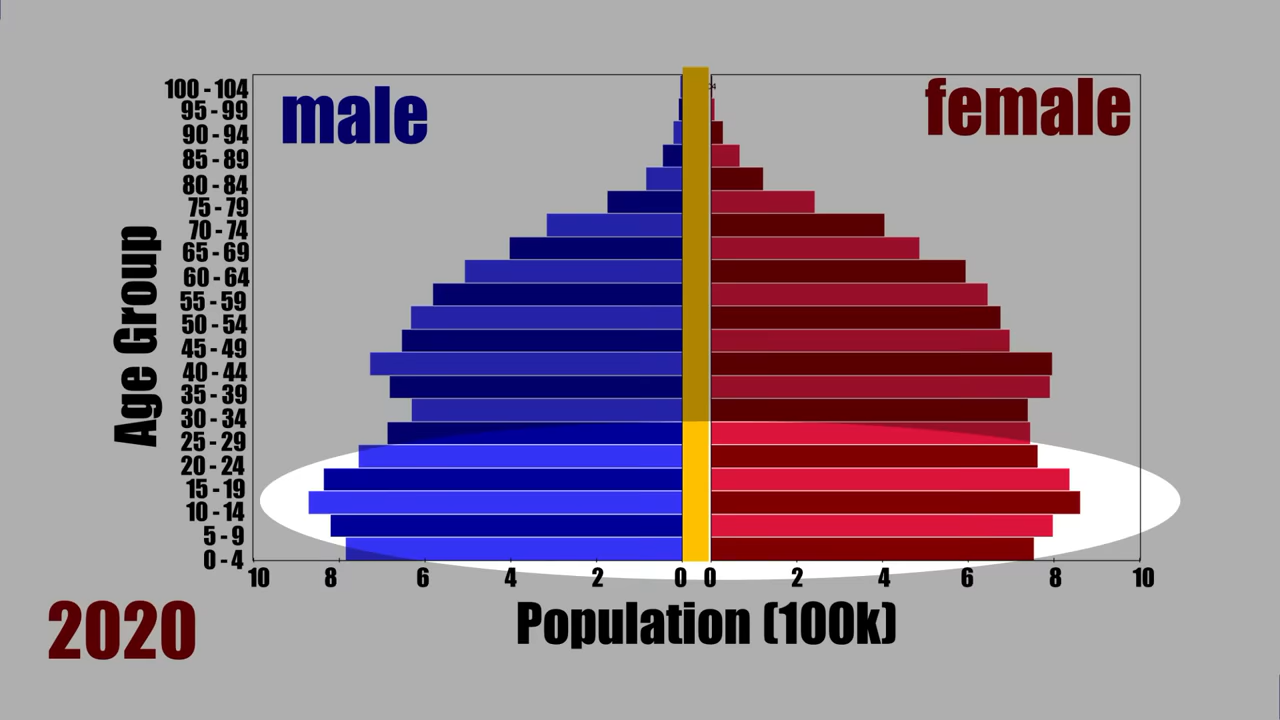 male
female
100 - 104
95 - 99
90 - 94
85 - 89
80 - 84
75 - 79
70 - 74
65 - 69
60 - 64
55 - 59
50 - 54
45 - 49
40 - 44
35 - 39
30 - 34
25 - 29
20 - 24
15 - 19
10 - 14
5 - 9
0 - 4
Age Group
10 8 6 4 2 0 0 2 4 6 8 10
Population (100k)
2020